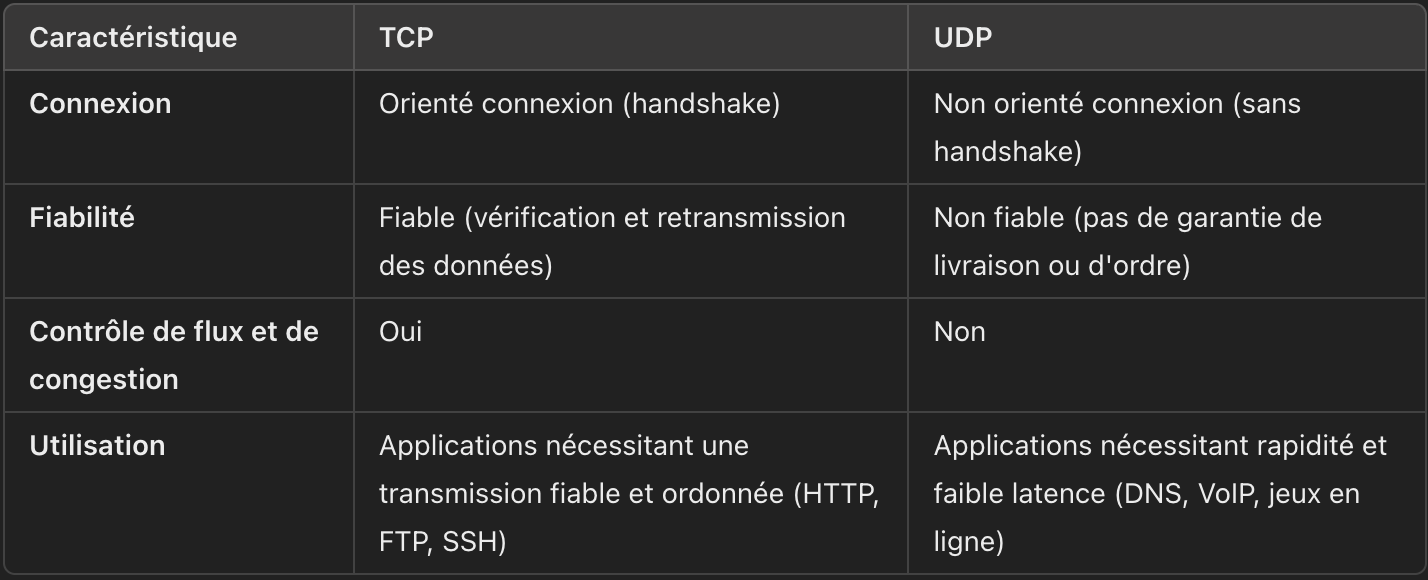 Caractéristique TCP UDP
Connexion Orienté connexion (handshake) Non orienté connexion (sans
handshake)
Fiabilité Fiable (vérification et retransmission Non fiable (pas de garantie de
des données) livraison ou d'ordre)
Contrôle de flux et de Oui Non
congestion
Utilisation Applications nécessitant une Applications nécessitant rapidité et
transmission fiable et ordonnée (HTTP, faible latence (DNS, VoIP, jeux en
FTP, SSH) ligne)